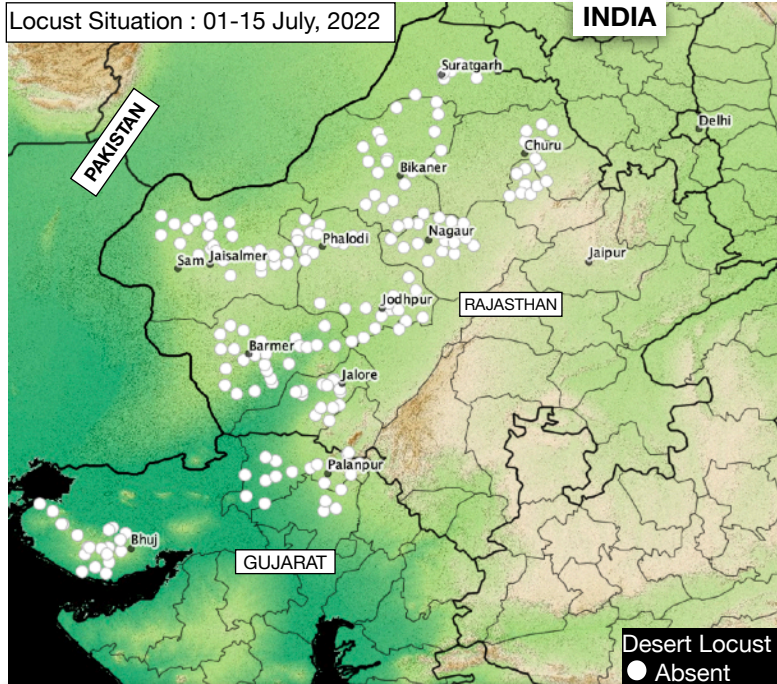 Locust Situation : 01-15 July, 2022
INDIA
PAKISTAN
Suratgarh
Delhi
Churu
Bikaner
Nagaur
Phalodi
Sam
Jaisalmer
Jaipur
Jodhpur
RAJASTHAN
Barmer
Jalore
Palanpur
Bhuj
GUJARAT
Desert Locust
Absent